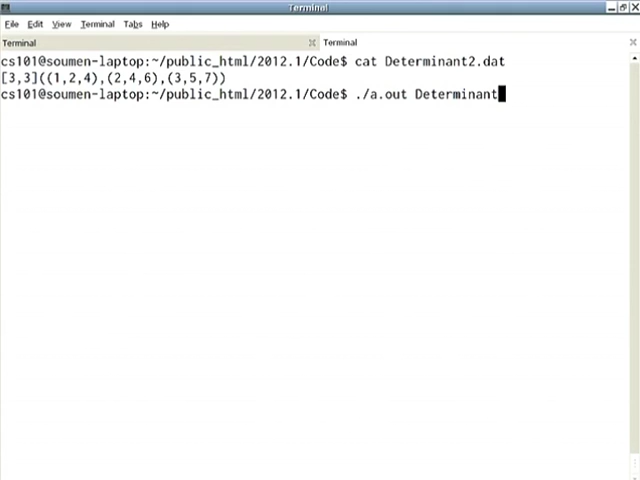 Terminal
File Edit View Terminal Tabs Help
Terminal Terminal
cs101@soumen-laptop:~/public_html/2012.1/Code$ cat Determinant2.dat
[3,3]((1,2,4),(2,4,6),(3,5,7))
cs101@soumen-laptop:~/public_html/2012.1/Code$ ./a.out Determinant